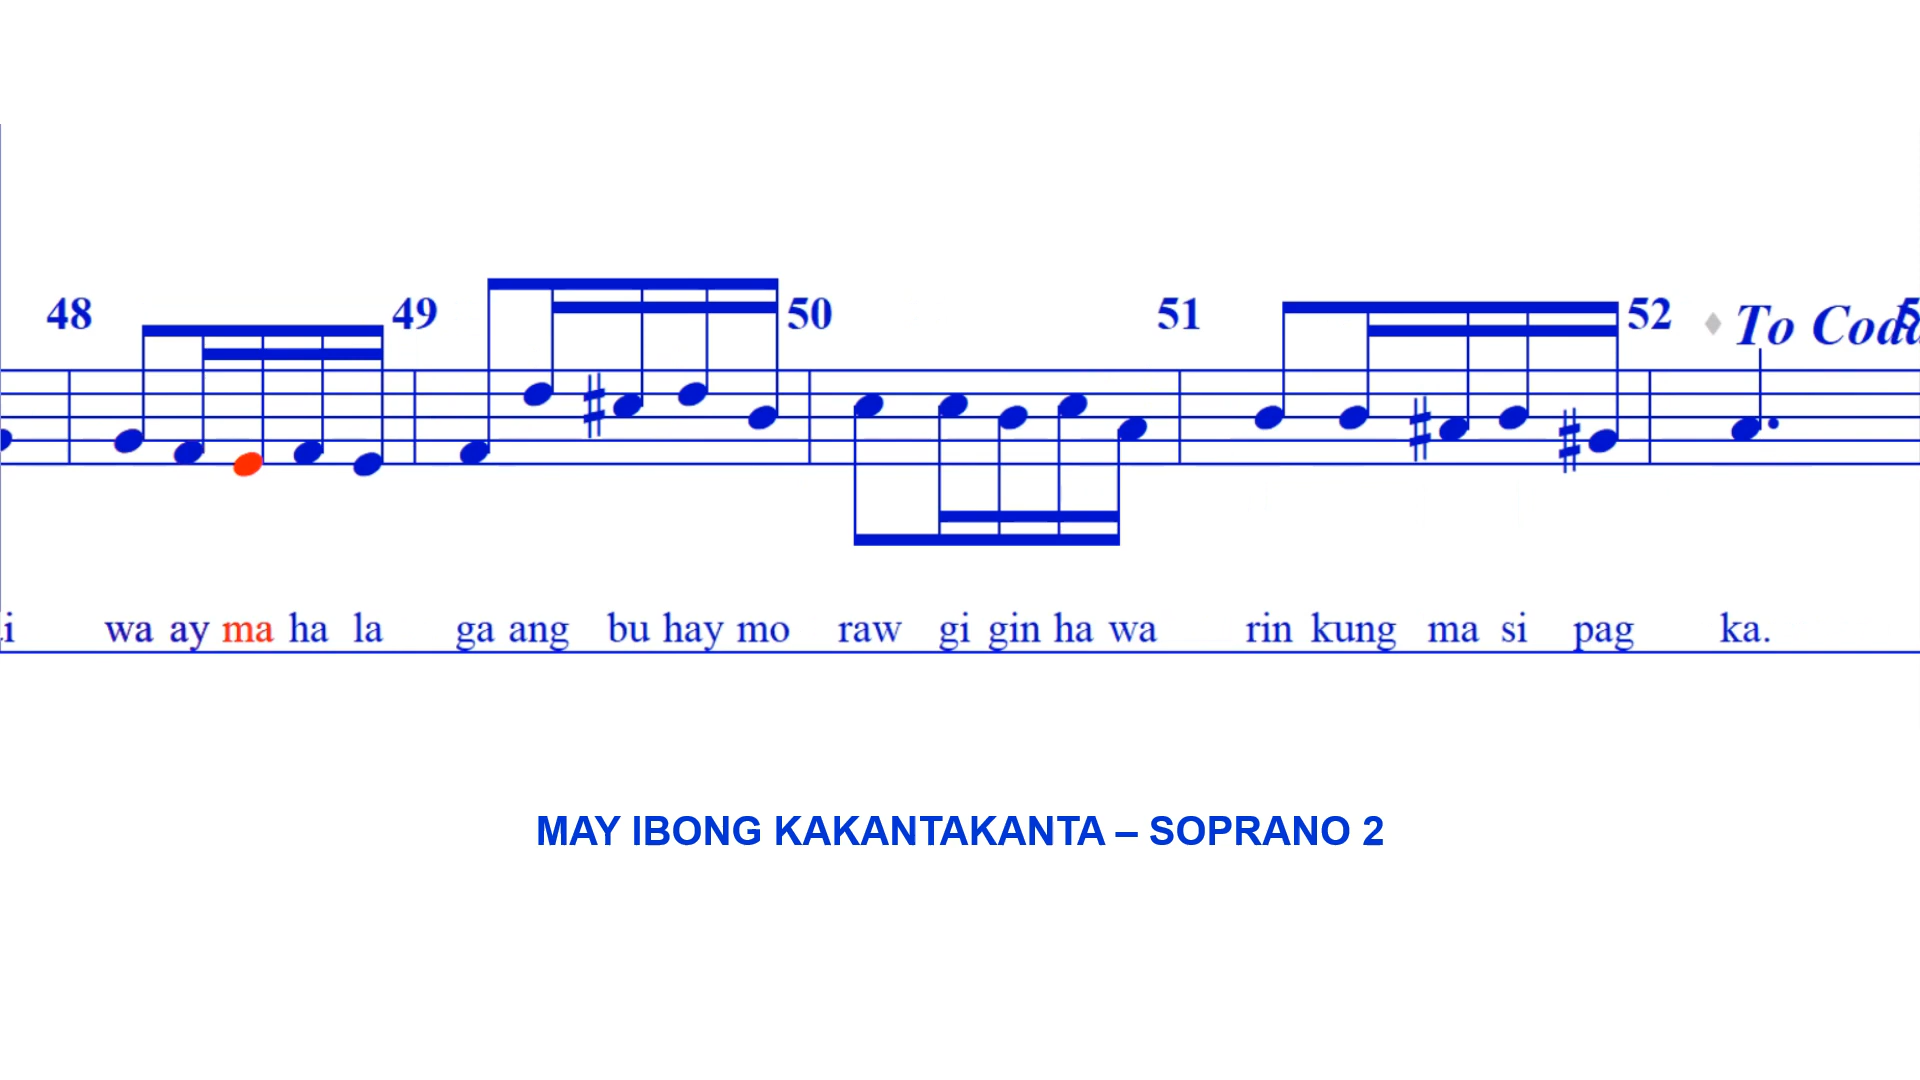 48 49 50 51 52 To Coda
wa ay ma ha la ga ang bu hay mo raw gi gin ha wa rin kung ma si pag ka.
MAY IBONG KAKANTAKANTA – SOPRANO 2